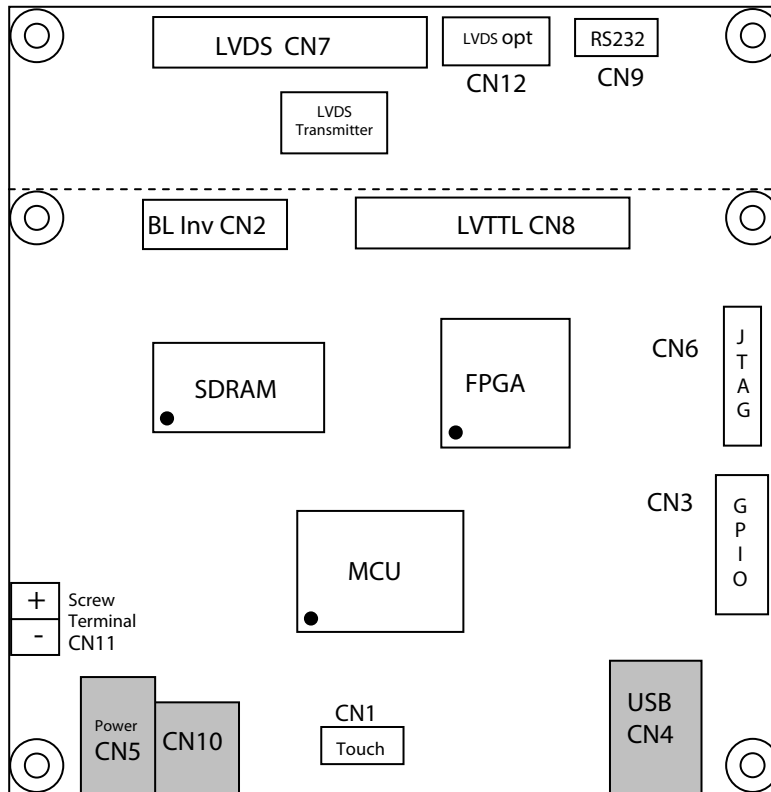 LVDS CN7
LVDS opt
CN12
RS232
CN9
LVDS
Transmitter
BL Inv CN2
LVTTL CN8
SDRAM
FPGA
CN6
J
T
A
G
CN3
G
P
I
O
MCU
+
-
Screw
Terminal
CN11
Power
CN5
CN10
CN1
Touch
USB
CN4